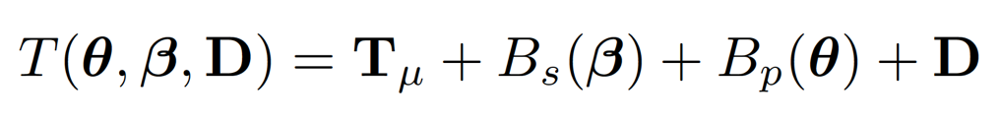 T(θ, β, D) = T_μ + B_s(β) + B_p(θ) + D